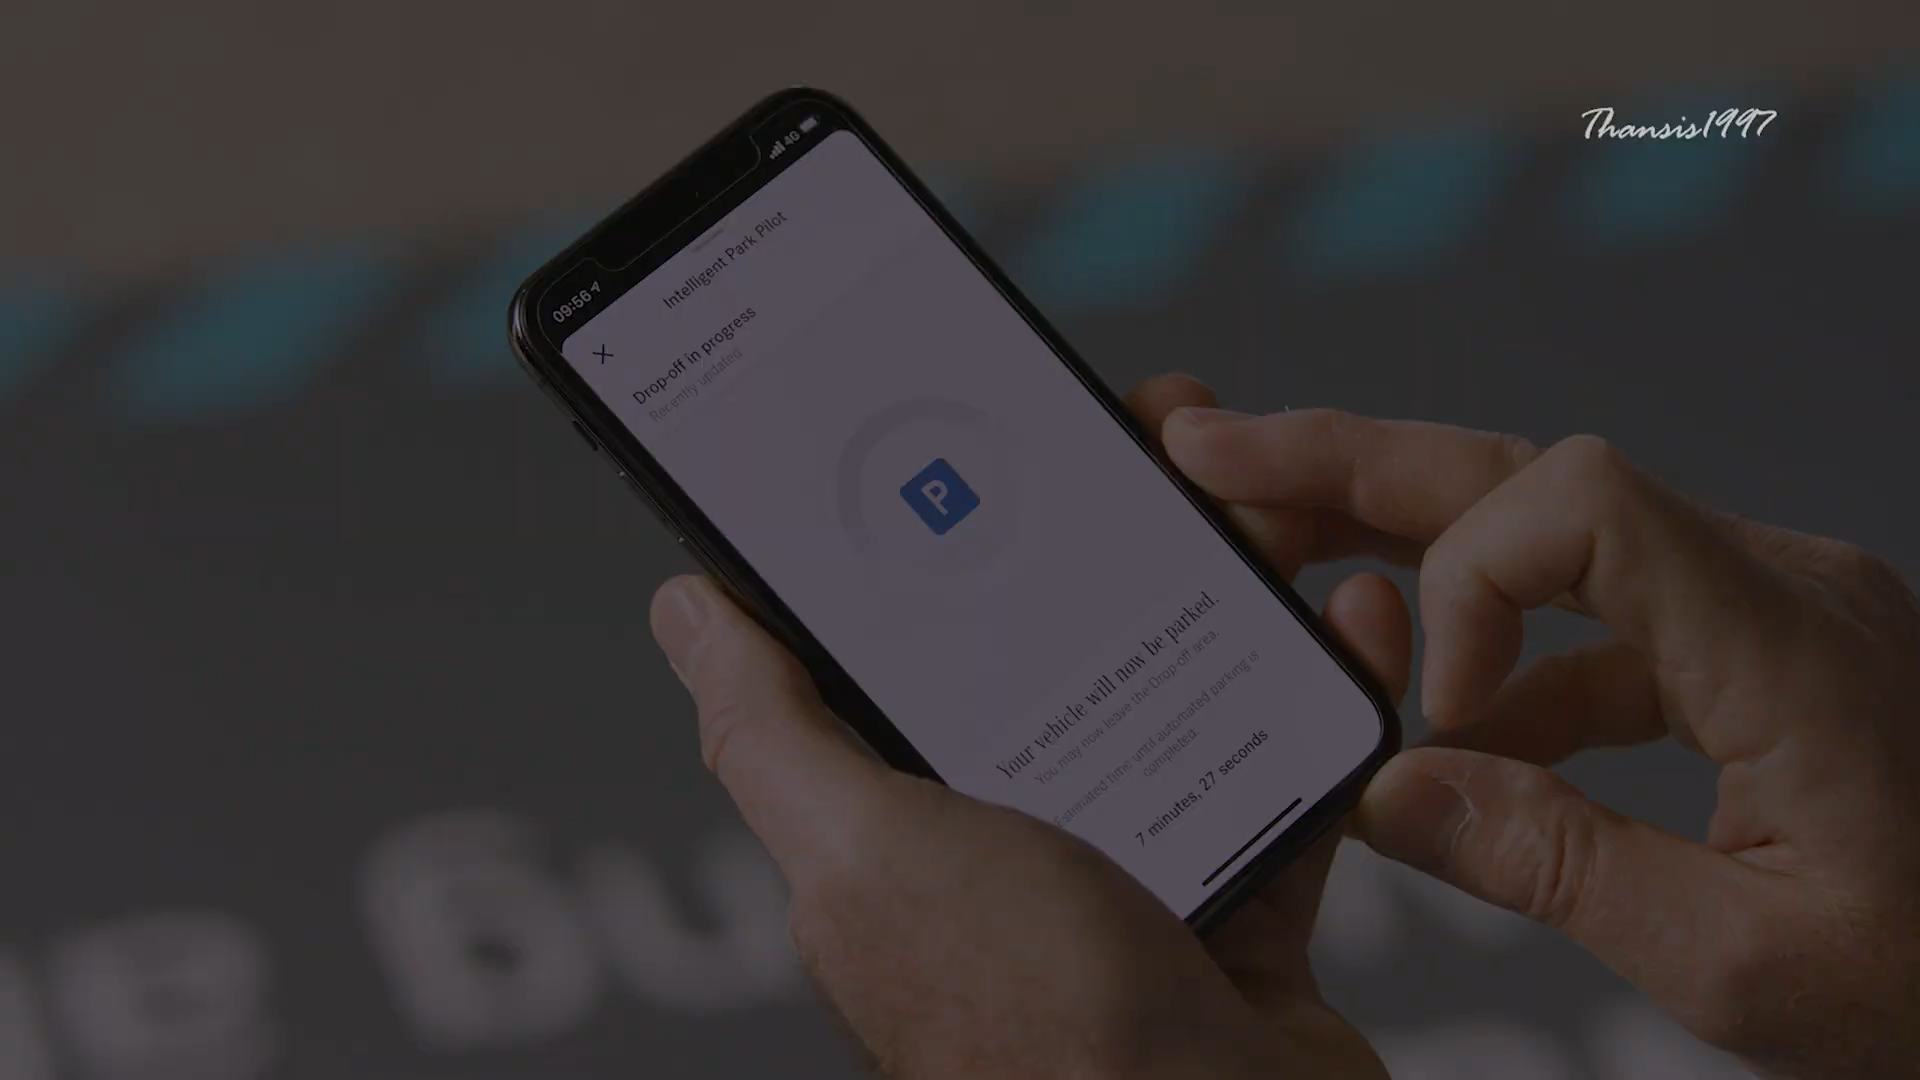 Thansis1997
09:56
4G
Intelligent Park Pilot
Drop-off in progress
Recently updated
P
Your vehicle will now be parked.
You may now leave the Drop-off area.
Estimated time until automated parking is
completed:
7 minutes, 27 seconds